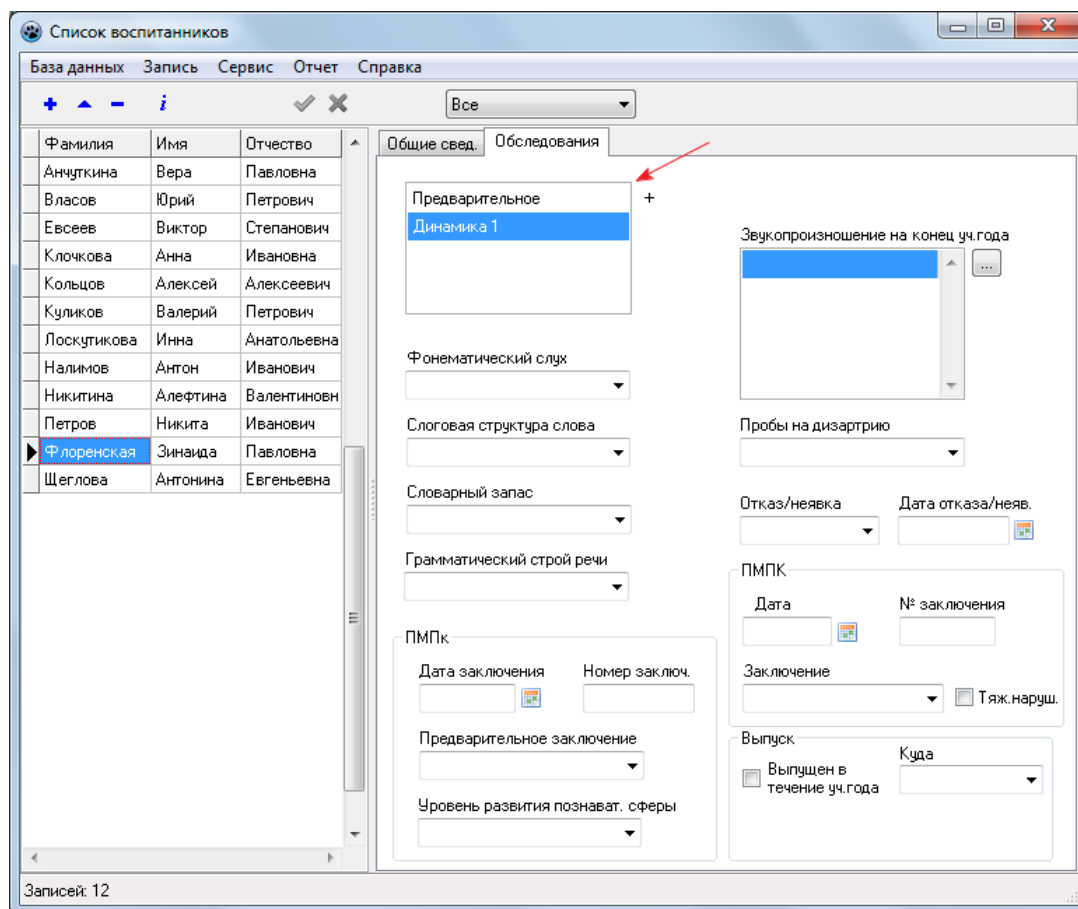 Список воспитанников
База данных Запись Сервис Отчет Справка
+ - i Все
Фамилия Имя Отчество
Анчуткина Вера Павловна
Власов Юрий Петрович
Евсеев Виктор Степанович
Клочкова Анна Ивановна
Кольцов Алексей Алексеевич
Куликов Валерий Петрович
Лоскутикова Инна Анатольевна
Налимов Антон Иванович
Никитина Алефтина Валентиновн
Петров Никита Иванович
Флоренская Зинаида Павловна
Щеглова Антонина Евгеньевна
Общие свед. Обследования
Предварительное +
Динамика 1
Фонематический слух
Слоговая структура слова
Словарный запас
Грамматический строй речи
ПМПк
Дата заключения Номер заключ.
Предварительное заключение
Уровень развития познават. сферы
Звукопроизношение на конец уч.года
...
Пробы на дизартрию
Отказ/неявка Дата отказа/неяв.
ПМПК
Дата № заключения
Заключение
Тяж.наруш.
Выпуск
Выпущен в
течение уч.года
Куда
Записей: 12